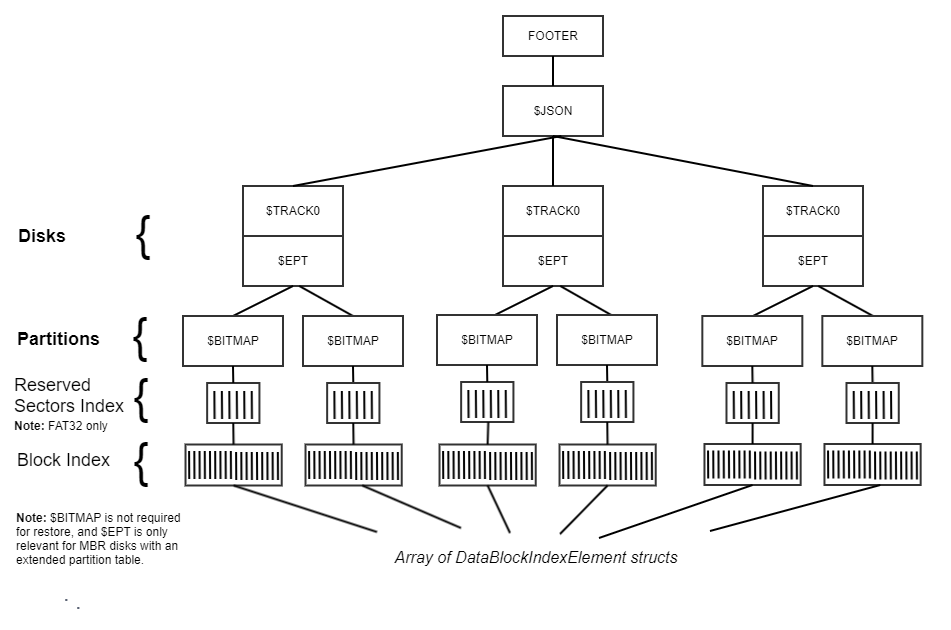 FOOTER
$JSON
Disks
$TRACK0
$TRACK0
$TRACK0
$EPT
$EPT
$EPT
Partitions
$BITMAP
$BITMAP
$BITMAP
$BITMAP
$BITMAP
$BITMAP
Reserved
Sectors Index
Note: FAT32 only
Block Index
Note: $BITMAP is not required
for restore, and $EPT is only
relevant for MBR disks with an
extended partition table.
Array of DataBlockIndexElement structs